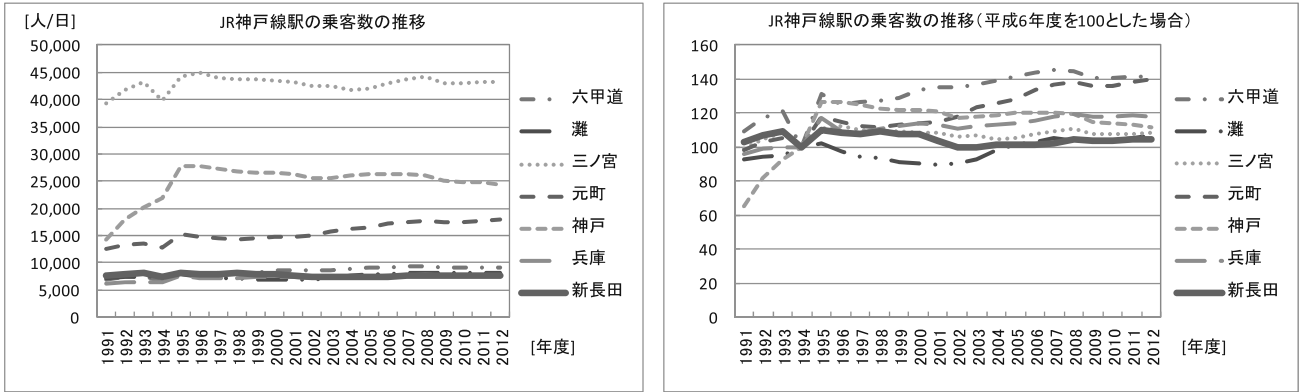 JR神戸線駅の乗客数の推移
[人/日]
50,000
45,000
40,000
35,000
30,000
25,000
20,000
15,000
10,000
5,000
0
六甲道
灘
三ノ宮
元町
神戸
兵庫
新長田
1991 1992 1993 1994 1995 1996 1997 1998 1999 2000 2001 2002 2003 2004 2005 2006 2007 2008 2009 2010 2011 2012
[年度]
JR神戸線駅の乗客数の推移(平成6年度を100とした場合)
160
140
120
100
80
60
40
20
0
六甲道
灘
三ノ宮
元町
神戸
兵庫
新長田
1991 1992 1993 1994 1995 1996 1997 1998 1999 2000 2001 2002 2003 2004 2005 2006 2007 2008 2009 2010 2011 2012
[年度]